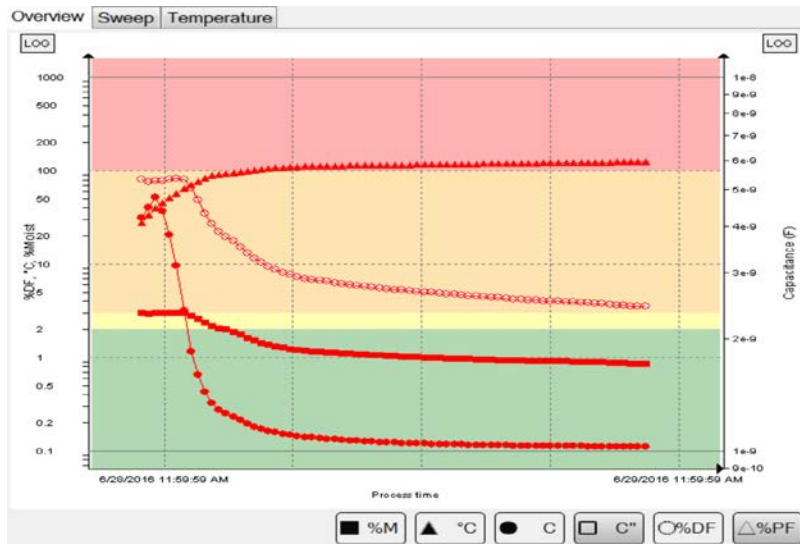 Overview Sweep Temperature
LOG LOG
1000
500
200
100
50
20
10
5
2
1
0.5
0.2
0.1
%DF, °C, %Moist
1e-8
9e-9
8e-9
7e-9
6e-9
5e-9
4e-9
3e-9
2e-9
1e-9
9e-10
Capacitance (F)
6/28/2016 11:59:59 AM 6/29/2016 11:59:59 AM
Process time
%M °C C C" %DF %PF